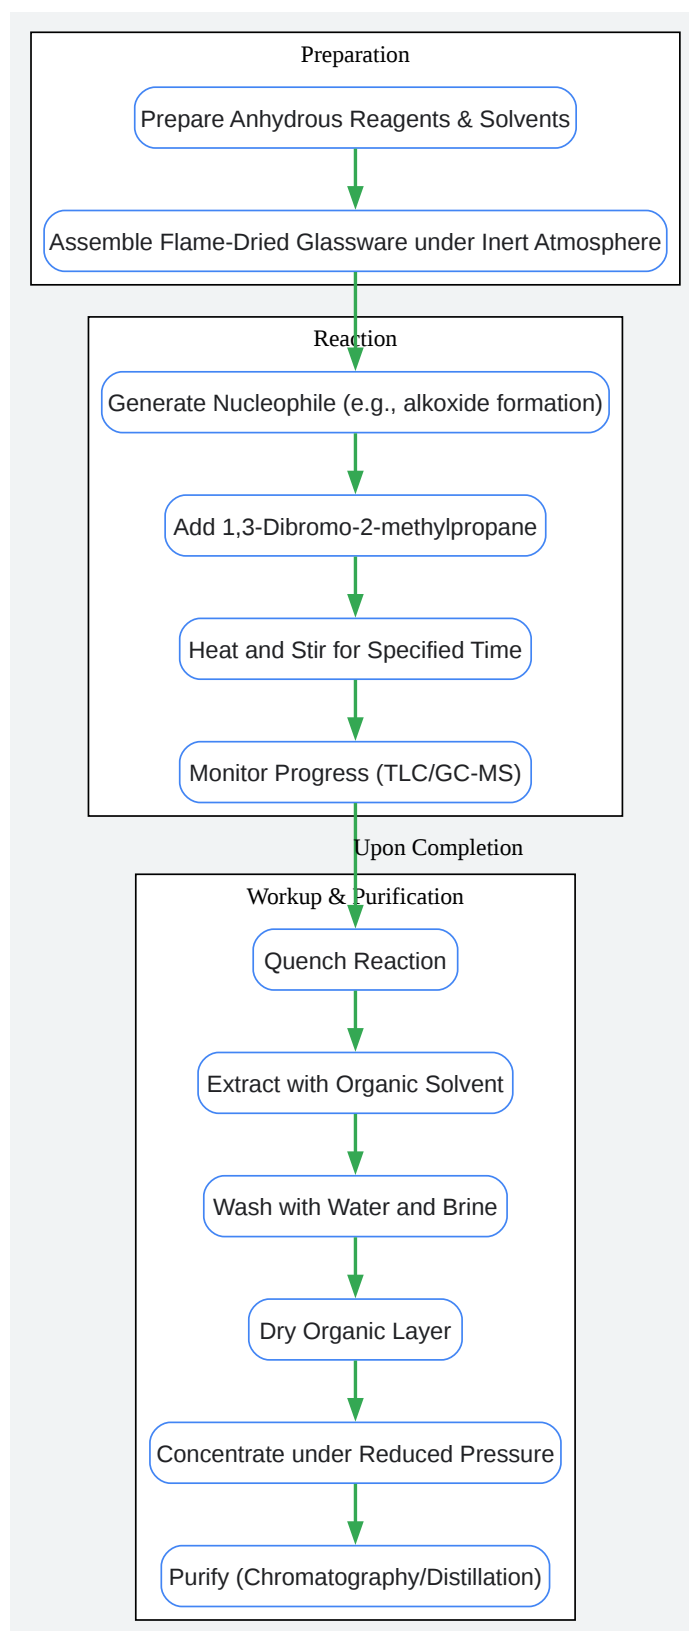 Preparation
Prepare Anhydrous Reagents & Solvents
Assemble Flame-Dried Glassware under Inert Atmosphere
Reaction
Generate Nucleophile (e.g., alkoxide formation)
Add 1,3-Dibromo-2-methylpropane
Heat and Stir for Specified Time
Monitor Progress (TLC/GC-MS)
Upon Completion
Workup & Purification
Quench Reaction
Extract with Organic Solvent
Wash with Water and Brine
Dry Organic Layer
Concentrate under Reduced Pressure
Purify (Chromatography/Distillation)